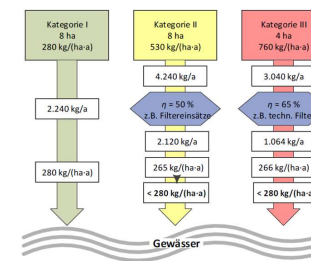 Kategorie I
8 ha
280 kg/(ha·a)
Kategorie II
8 ha
530 kg/(ha·a)
Kategorie III
4 ha
760 kg/(ha·a)
2.240 kg/a
280 kg/(ha·a)
4.240 kg/a
η = 50 %
z.B. Filtereinsätze
2.120 kg/a
265 kg/(ha·a)
< 280 kg/(ha·a)
3.040 kg/a
η = 65 %
z.B. techn. Filter
1.064 kg/a
266 kg/(ha·a)
< 280 kg/(ha·a
Gewässer